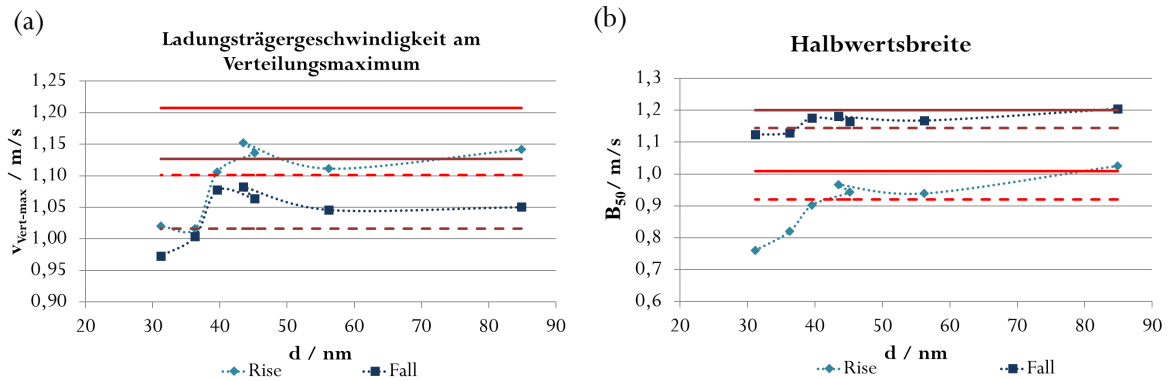 (a)
Ladungsträgergeschwindigkeit am
Verteilungsmaximum
1,25
1,20
1,15
1,10
1,05
1,00
0,95
0,90
v_Vert-max / m/s
20 30 40 50 60 70 80 90
d / nm
Rise Fall
(b)
Halbwertsbreite
1,3
1,2
1,1
1,0
0,9
0,8
0,7
0,6
B_50 / m/s
20 30 40 50 60 70 80 90
d / nm
Rise Fall